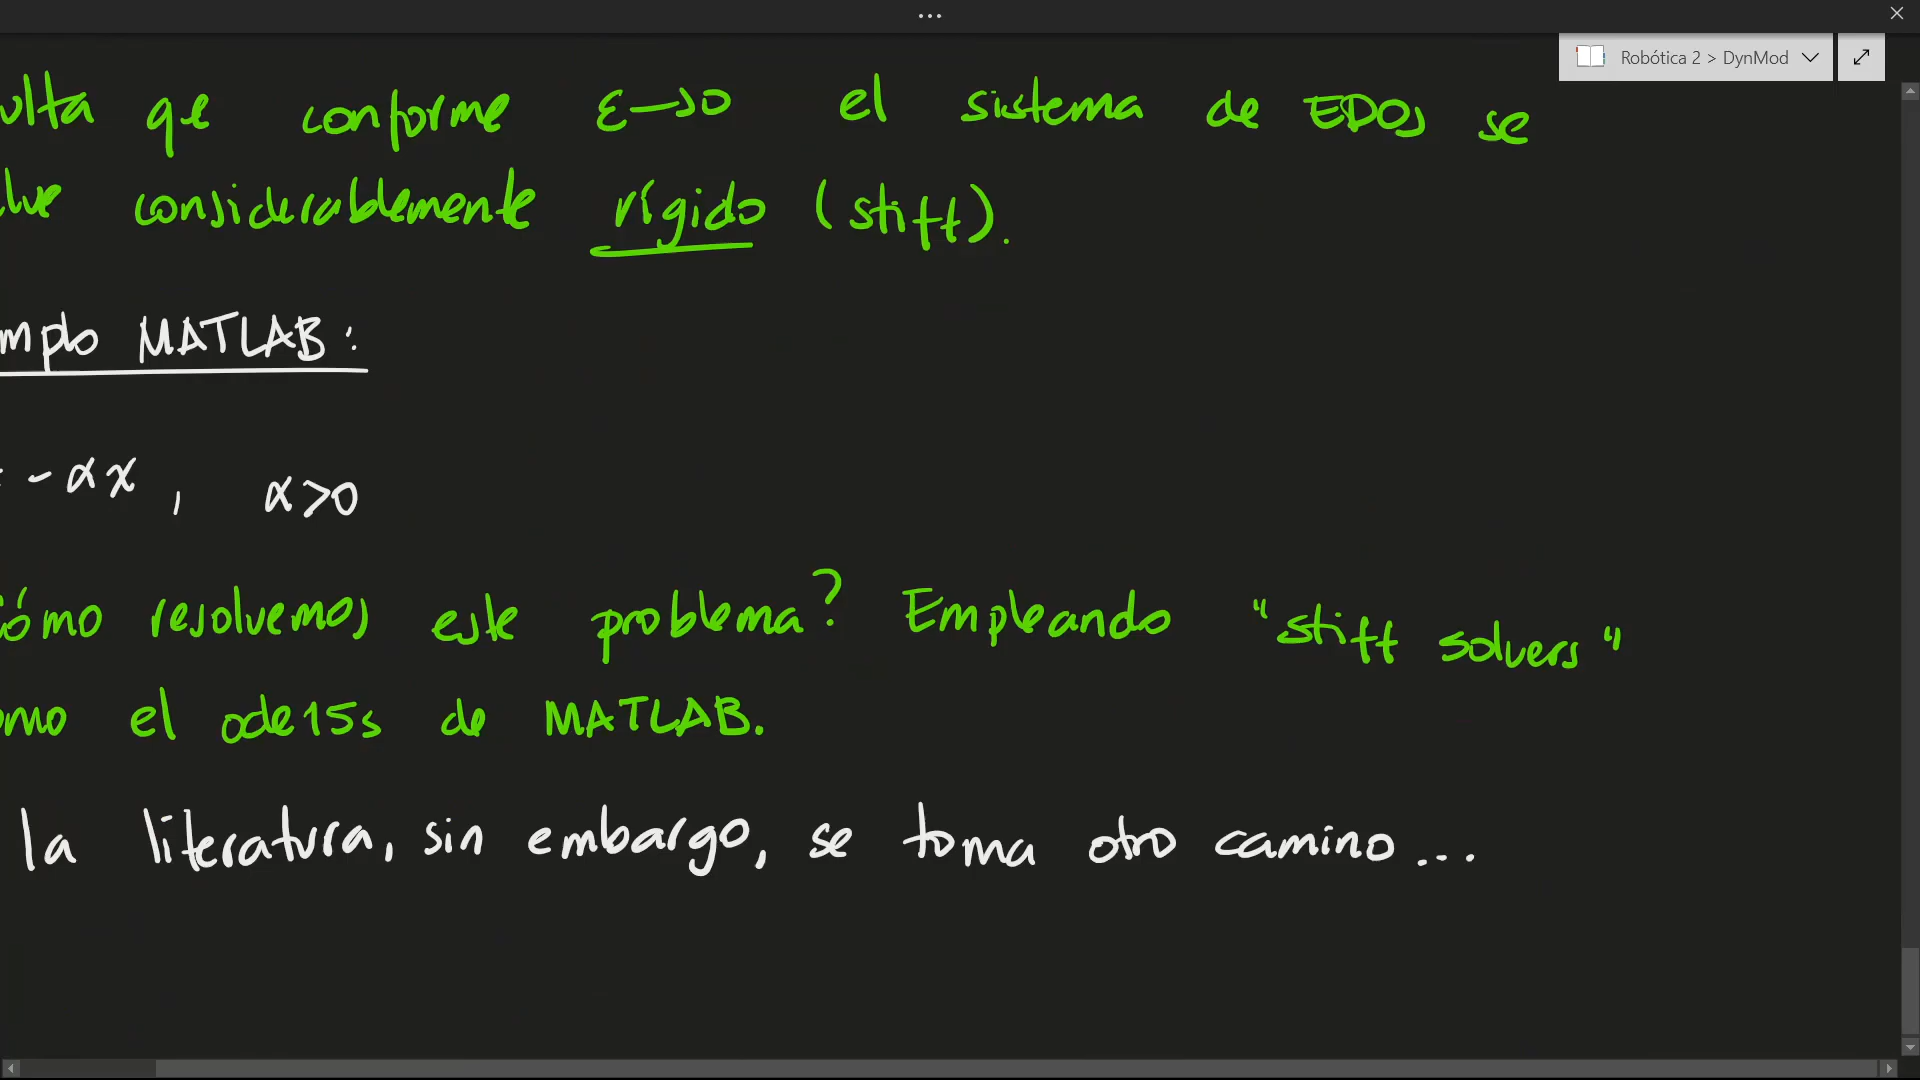 Robótica 2 > DynMod
ulta qe conforme ε→0 el sistema de EDOs se
lve considerablemente rígido (stiff).
mplo MATLAB:
= -αx, α>0
cómo resolvemos este problema? Empleando "stiff solvers"
omo el ode15s de MATLAB.
la literatura, sin embargo, se toma otro camino...